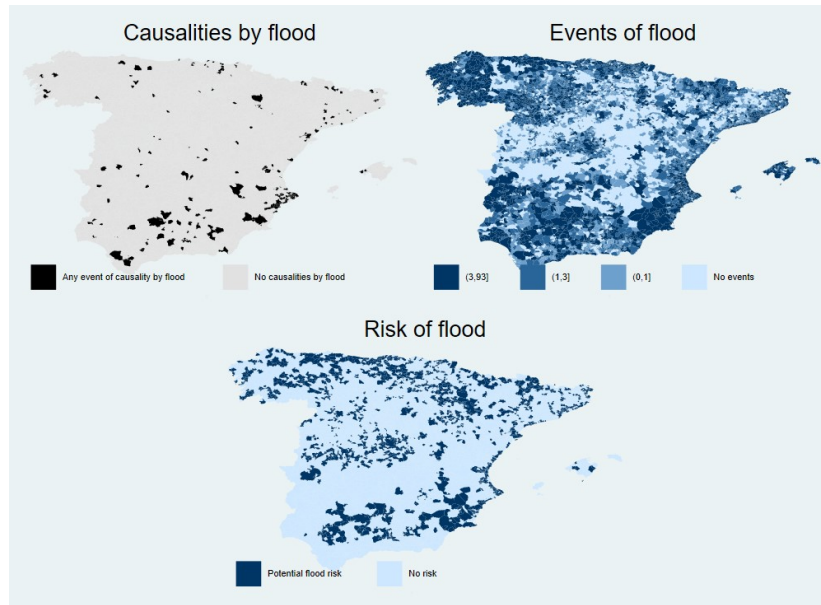 Causalities by flood
Events of flood
Any event of causality by flood
No causalities by flood
(3,93]
(1,3]
(0,1]
No events
Risk of flood
Potential flood risk
No risk